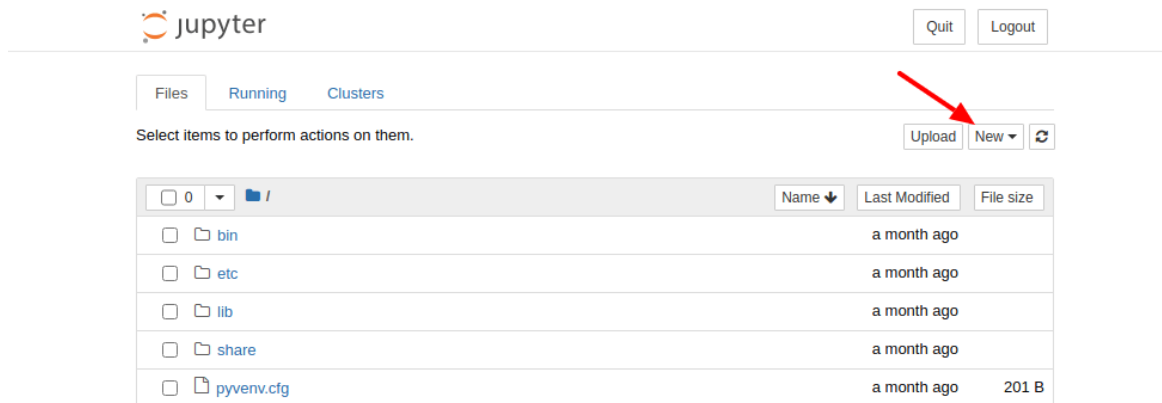 jupyter
Quit Logout
Files Running Clusters
Select items to perform actions on them.
Upload New
0 / Name Last Modified File size
bin a month ago
etc a month ago
lib a month ago
share a month ago
pyvenv.cfg a month ago 201 B